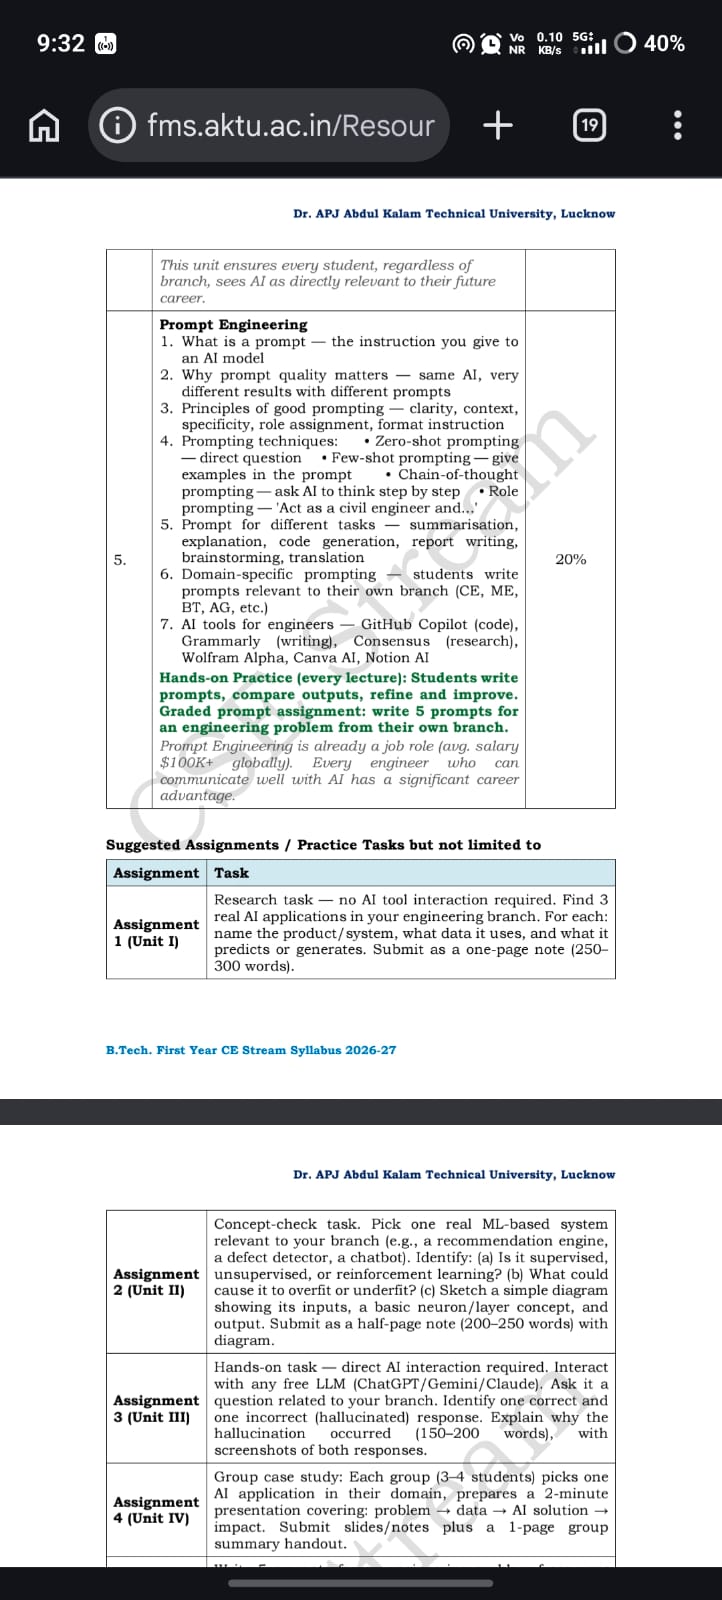 9:32
Vo 0.10 5G
NR KB/s
40%
fms.aktu.ac.in/Resour
19
Dr. APJ Abdul Kalam Technical University, Lucknow
This unit ensures every student, regardless of
branch, sees AI as directly relevant to their future
career.
Prompt Engineering
1. What is a prompt — the instruction you give to
an AI model
2. Why prompt quality matters — same AI, very
different results with different prompts
3. Principles of good prompting — clarity, context,
specificity, role assignment, format instruction
4. Prompting techniques: • Zero-shot prompting
— direct question • Few-shot prompting — give
examples in the prompt • Chain-of-thought
prompting — ask AI to think step by step • Role
prompting — 'Act as a civil engineer and...'
5. Prompt for different tasks — summarisation,
explanation, code generation, report writing,
5. brainstorming, translation 20%
6. Domain-specific prompting — students write
prompts relevant to their own branch (CE, ME,
BT, AG, etc.)
7. AI tools for engineers — GitHub Copilot (code),
Grammarly (writing), Consensus (research),
Wolfram Alpha, Canva AI, Notion AI
Hands-on Practice (every lecture): Students write
prompts, compare outputs, refine and improve.
Graded prompt assignment: write 5 prompts for
an engineering problem from their own branch.
Prompt Engineering is already a job role (avg. salary
$100K+ globally). Every engineer who can
communicate well with AI has a significant career
advantage.
CSE Stream
Suggested Assignments / Practice Tasks but not limited to
Assignment Task
Assignment
1 (Unit I)
Research task — no AI tool interaction required. Find 3
real AI applications in your engineering branch. For each:
name the product/system, what data it uses, and what it
predicts or generates. Submit as a one-page note (250–
300 words).
B.Tech. First Year CE Stream Syllabus 2026-27
Dr. APJ Abdul Kalam Technical University, Lucknow
Assignment
2 (Unit II)
Concept-check task. Pick one real ML-based system
relevant to your branch (e.g., a recommendation engine,
a defect detector, a chatbot). Identify: (a) Is it supervised,
unsupervised, or reinforcement learning? (b) What could
cause it to overfit or underfit? (c) Sketch a simple diagram
showing its inputs, a basic neuron/layer concept, and
output. Submit as a half-page note (200–250 words) with
diagram.
Assignment
3 (Unit III)
Hands-on task — direct AI interaction required. Interact
with any free LLM (ChatGPT/Gemini/Claude). Ask it a
question related to your branch. Identify one correct and
one incorrect (hallucinated) response. Explain why the
hallucination occurred (150–200 words), with
screenshots of both responses.
Assignment
4 (Unit IV)
Group case study: Each group (3–4 students) picks one
AI application in their domain, prepares a 2-minute
presentation covering: problem → data → AI solution →
impact. Submit slides/notes plus a 1-page group
summary handout.
tream